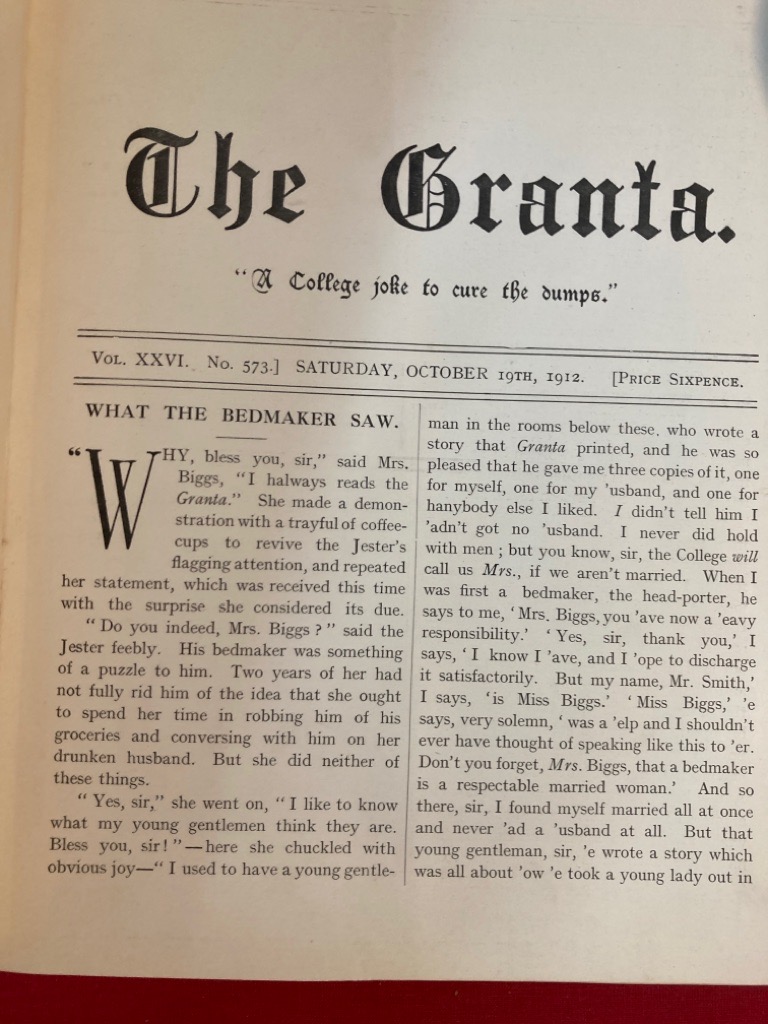 The Granta.
"A College joke to cure the dumps."
VOL. XXVI. No. 573.] SATURDAY, OCTOBER 19TH, 1912. [PRICE SIXPENCE.
WHAT THE BEDMAKER SAW.
"WHY, bless you, sir," said Mrs.
Biggs, "I halways reads the
Granta." She made a demon-
stration with a trayful of coffee-
cups to revive the Jester's
flagging attention, and repeated
her statement, which was received this time
with the surprise she considered its due.
"Do you indeed, Mrs. Biggs?" said the
Jester feebly. His bedmaker was something
of a puzzle to him. Two years of her had
not fully rid him of the idea that she ought
to spend her time in robbing him of his
groceries and conversing with him on her
drunken husband. But she did neither of
these things.
"Yes, sir," she went on, "I like to know
what my young gentlemen think they are.
Bless you, sir!"—here she chuckled with
obvious joy—"I used to have a young gentle-
man in the rooms below these, who wrote a
story that Granta printed, and he was so
pleased that he gave me three copies of it, one
for myself, one for my 'usband, and one for
hanybody else I liked. I didn't tell him I
'adn't got no 'usband. I never did hold
with men; but you know, sir, the College will
call us Mrs., if we aren't married. When I
was first a bedmaker, the head-porter, he
says to me, 'Mrs. Biggs, you 'ave now a 'eavy
responsibility.' 'Yes, sir, thank you,' I
says, 'I know I 'ave, and I 'ope to discharge
it satisfactorily. But my name, Mr. Smith,'
I says, 'is Miss Biggs.' 'Miss Biggs,' 'e
says, very solemn, 'was a 'elp and I shouldn't
ever have thought of speaking like this to 'er.
Don't you forget, Mrs. Biggs, that a bedmaker
is a respectable married woman.' And so
there, sir, I found myself married all at once
and never 'ad a 'usband at all. But that
young gentleman, sir, 'e wrote a story which
was all about 'ow 'e took a young lady out in